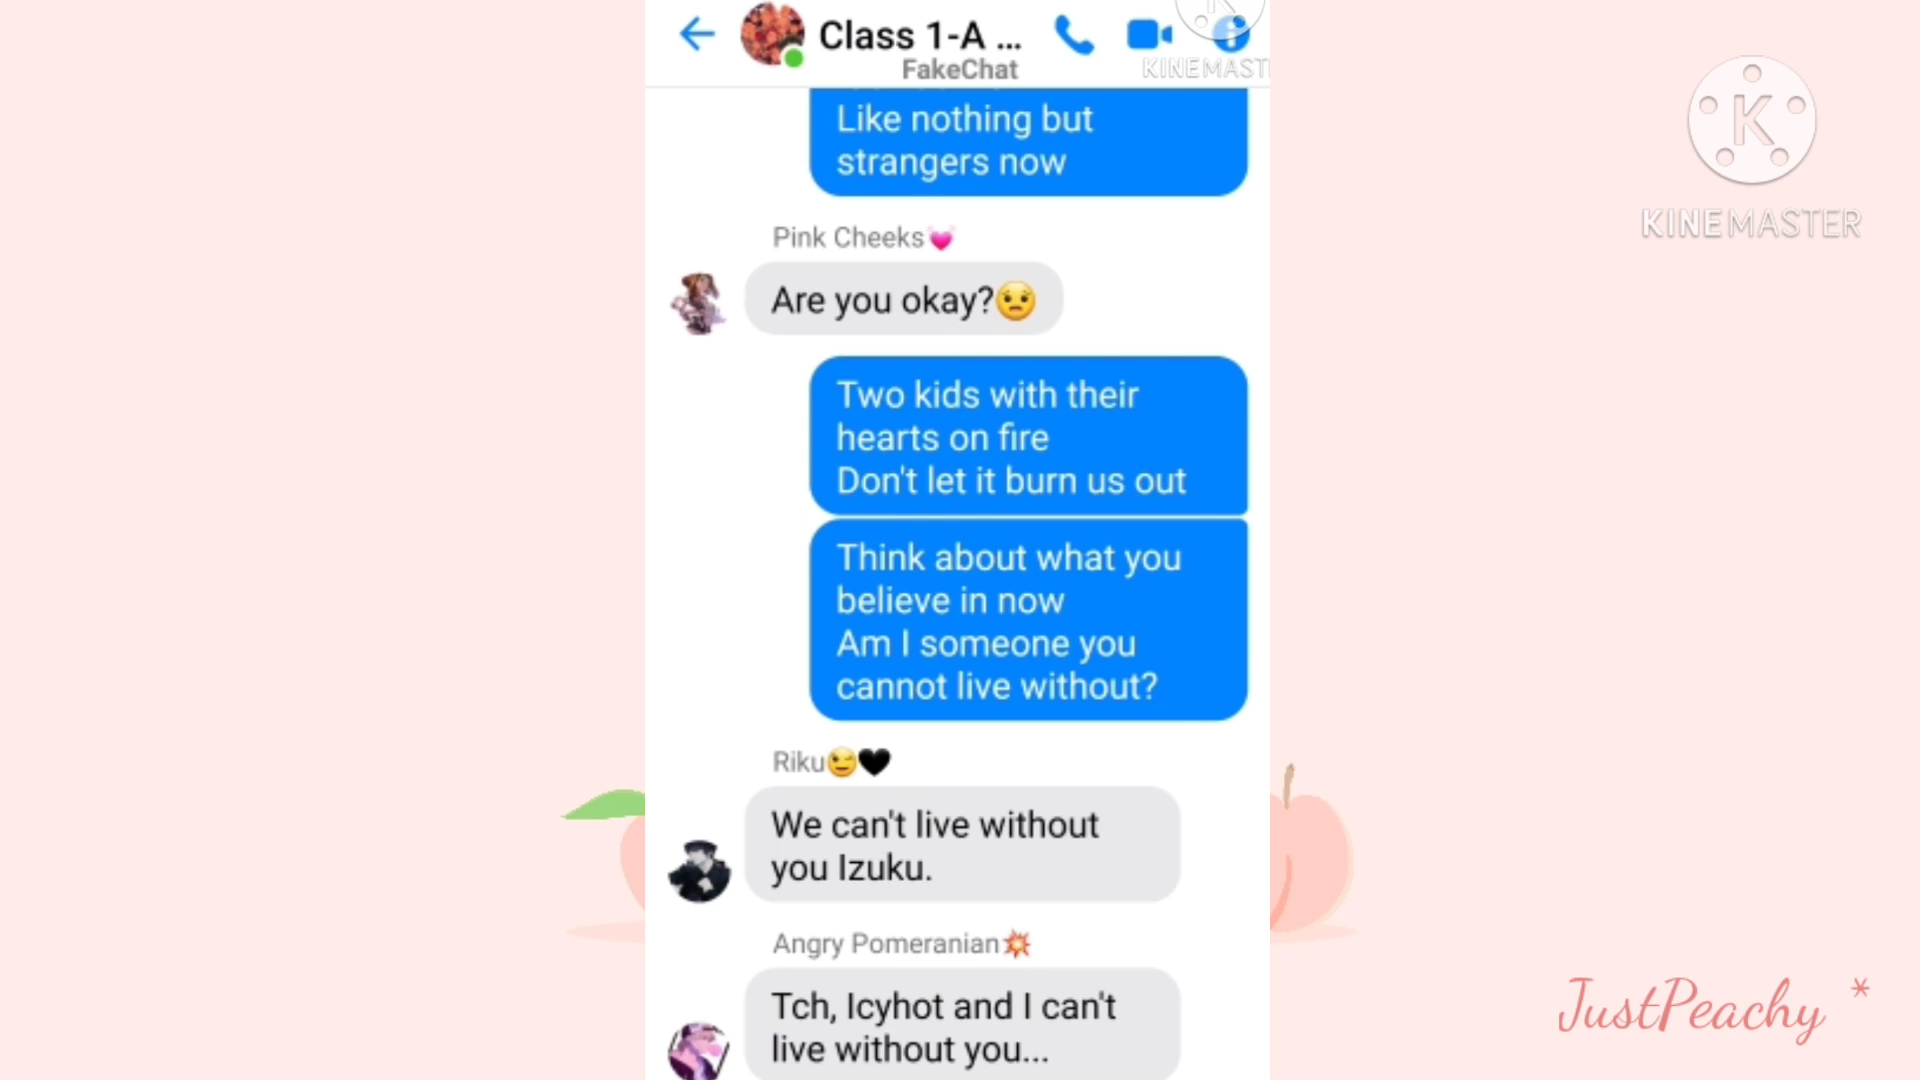 Class 1-A ...
FakeChat
KINEMAST
Like nothing but
strangers now
Pink Cheeks💓
Are you okay?😟
Two kids with their
hearts on fire
Don't let it burn us out
Think about what you
believe in now
Am I someone you
cannot live without?
Riku😉🖤
We can't live without
you Izuku.
Angry Pomeranian💥
Tch, Icyhot and I can't
live without you...
K
KINEMASTER
JustPeachy *